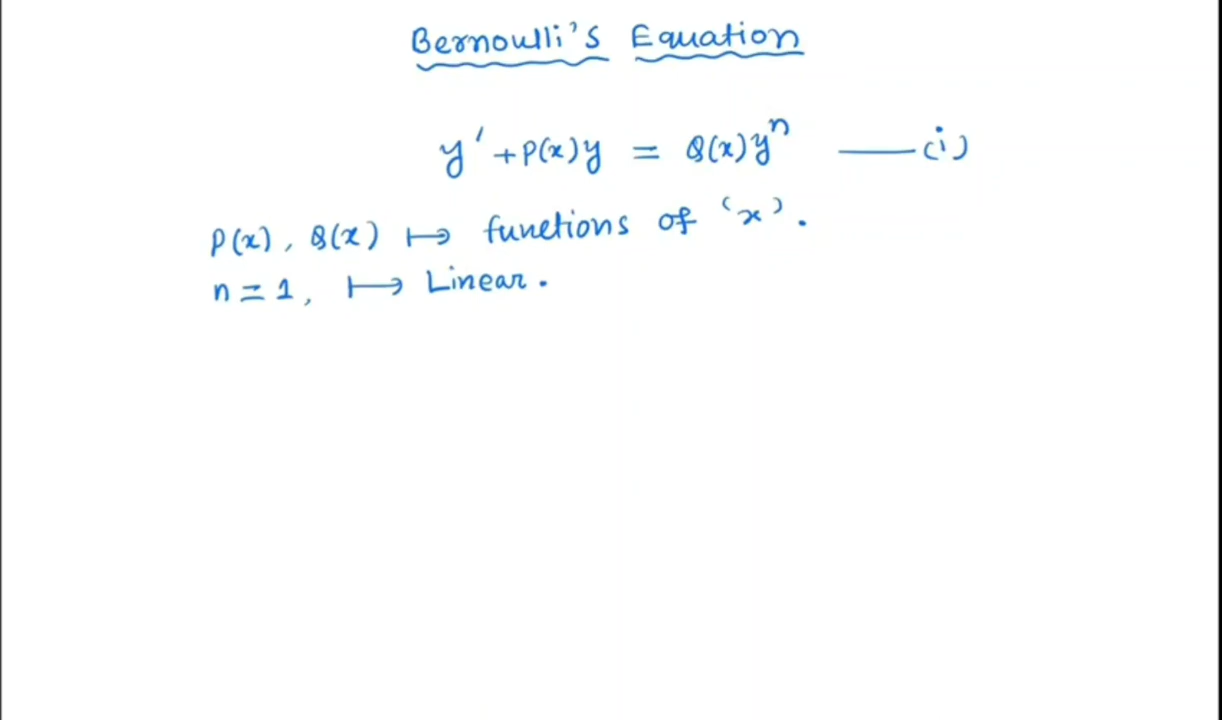 Bernoulli's Equation
y' + P(x)y = Q(x)yⁿ —— (i)
P(x), Q(x) ↦ functions of 'x'.
n = 1, ↦ Linear.